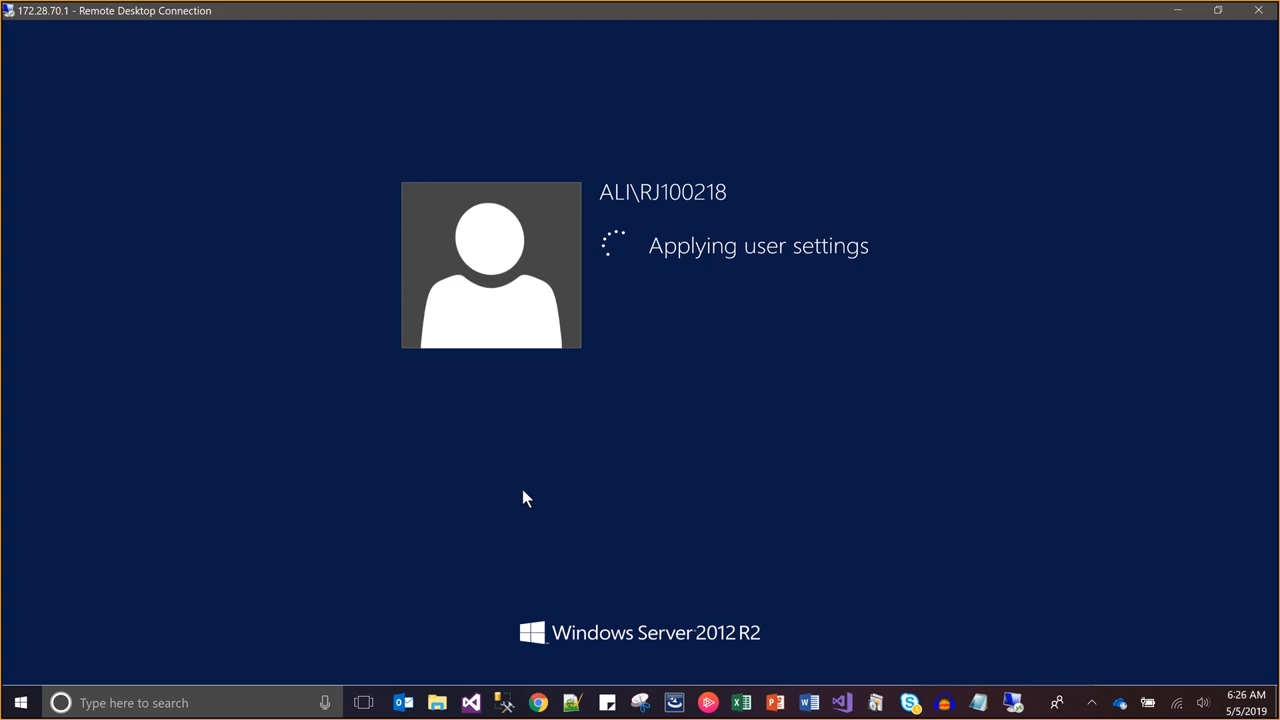 172.28.70.1 - Remote Desktop Connection
ALI\RJ100218
Applying user settings
Windows Server 2012 R2
Type here to search
6:26 AM
5/5/2019